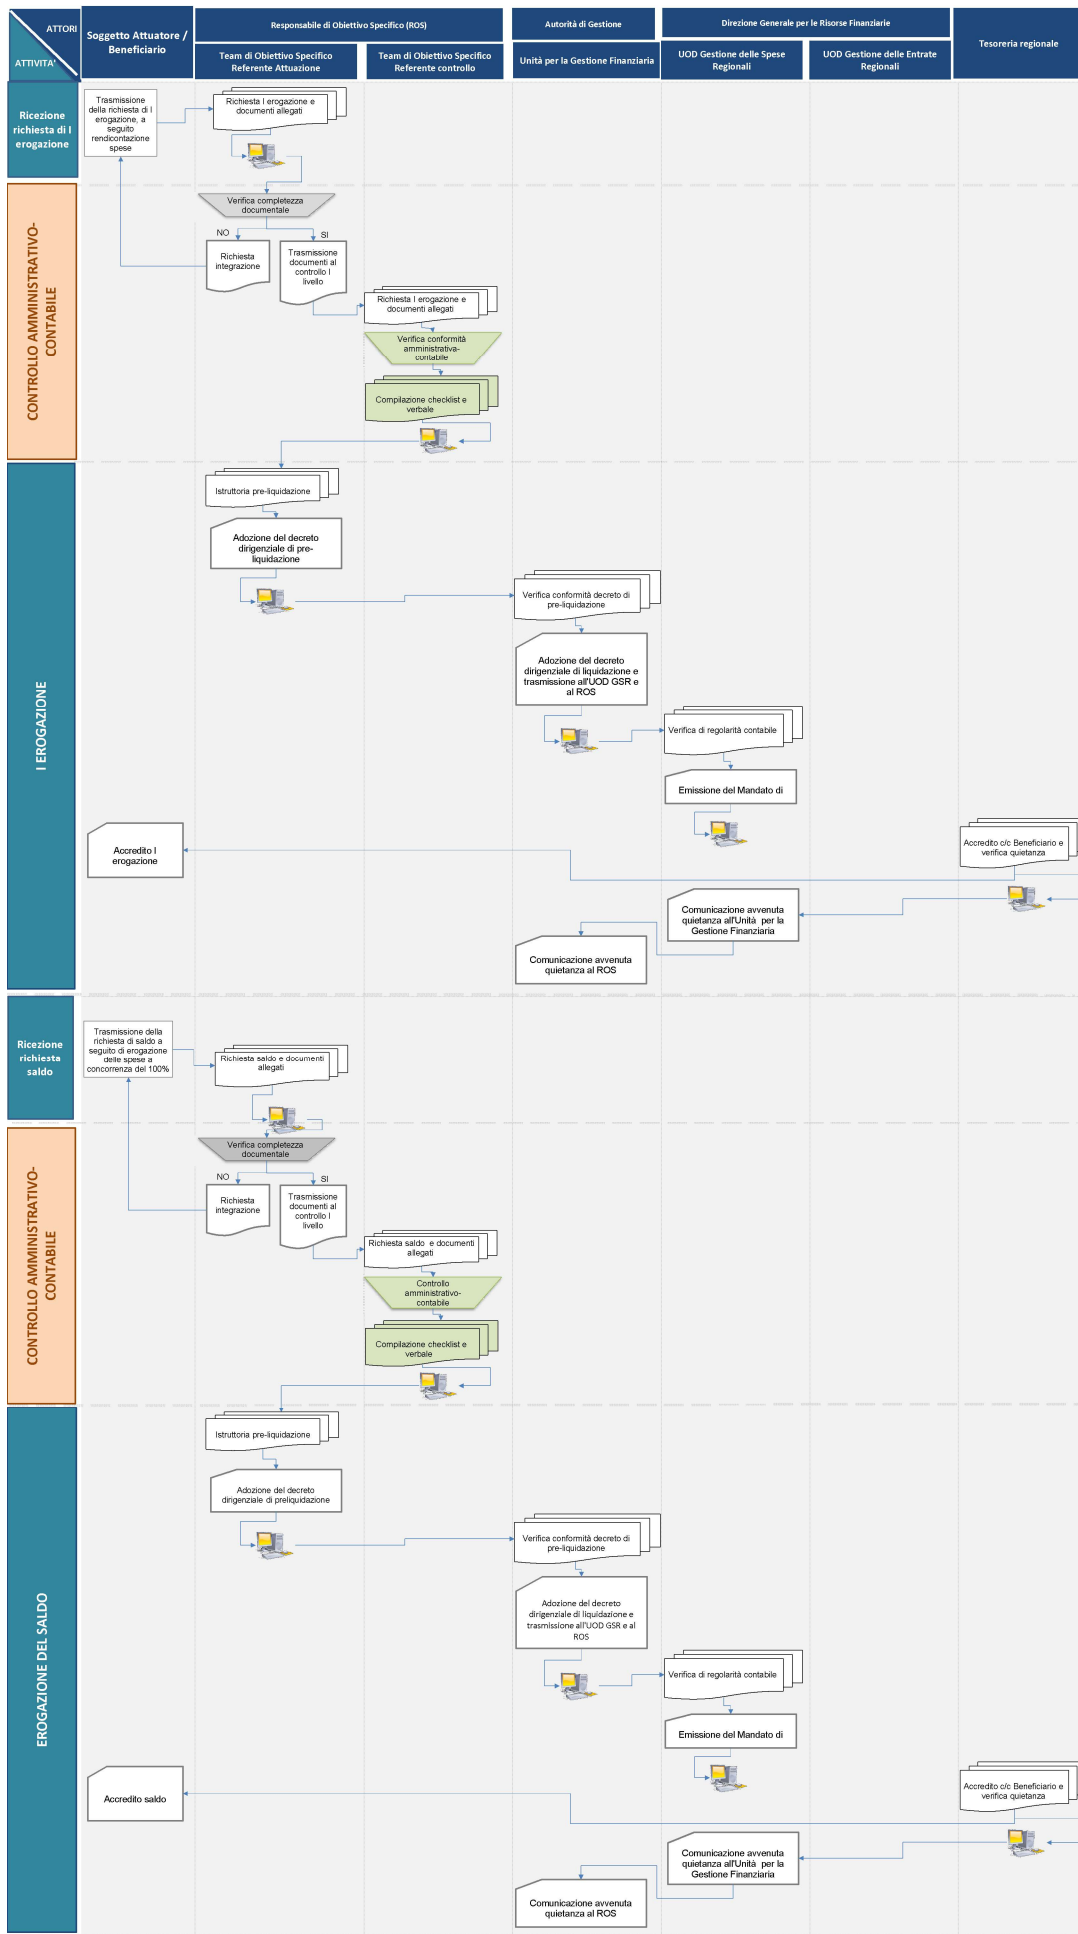 ATTORI
ATTIVITA'
Soggetto Attuatore /
Beneficiario
Responsabile di Obiettivo Specifico (ROS)
Autorità di Gestione
Direzione Generale per le Risorse Finanziarie
Tesoreria regionale
Team di Obiettivo Specifico
Referente Attuazione
Team di Obiettivo Specifico
Referente controllo
Unità per la Gestione Finanziaria
UOD Gestione delle Spese
Regionali
UOD Gestione delle Entrate
Regionali
Ricezione
richiesta di I
erogazione
Trasmissione
della richiesta di I
erogazione, a
seguito
rendicontazione
spese
Richiesta I erogazione e
documenti allegati
CONTROLLO AMMINISTRATIVO-
CONTABILE
Verifica completezza
documentale
NO
SI
Richiesta
integrazione
Trasmissione
documenti al
controllo I
livello
Richiesta I erogazione e
documenti allegati
Verifica conformità
amministrativa-
contabile
Compilazione checklist e
verbale
I EROGAZIONE
Istruttoria pre-liquidazione
Adozione del decreto
dirigenziale di pre-
liquidazione
Verifica conformità decreto di
pre-liquidazione
Adozione del decreto
dirigenziale di liquidazione e
trasmissione all'UOD GSR e
al ROS
Verifica di regolarità contabile
Emissione del Mandato di
Accredito I
erogazione
Accredito c/c Beneficiario e
verifica quietanza
Comunicazione avvenuta
quietanza all'Unità per la
Gestione Finanziaria
Comunicazione avvenuta
quietanza al ROS
Ricezione
richiesta
saldo
Trasmissione della
richiesta di saldo a
seguito di erogazione
delle spese a
concorrenza del 100%
Richiesta saldo e documenti
allegati
CONTROLLO AMMINISTRATIVO-
CONTABILE
Verifica completezza
documentale
NO
SI
Richiesta
integrazione
Trasmissione
documenti al
controllo I
livello
Richiesta saldo e documenti
allegati
Controllo
amministrativo-
contabile
Compilazione checklist e
verbale
EROGAZIONE DEL SALDO
Istruttoria pre-liquidazione
Adozione del decreto
dirigenziale di preliquidazione
Verifica conformità decreto di
pre-liquidazione
Adozione del decreto
dirigenziale di liquidazione e
trasmissione all'UOD GSR e al
ROS
Verifica di regolarità contabile
Emissione del Mandato di
Accredito saldo
Accredito c/c Beneficiario e
verifica quietanza
Comunicazione avvenuta
quietanza all'Unità per la
Gestione Finanziaria
Comunicazione avvenuta
quietanza al ROS